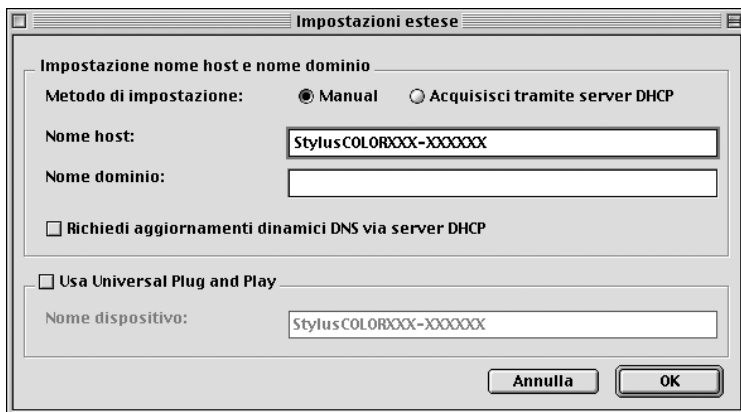 Impostazioni estese
Impostazione nome host e nome dominio
Metodo di impostazione: Manual Acquisisci tramite server DHCP
Nome host: StylusCOLORXXX-XXXXXX
Nome dominio:
Richiedi aggiornamenti dinamici DNS via server DHCP
Usa Universal Plug and Play
Nome dispositivo: StylusCOLORXXX-XXXXXX
Annulla OK